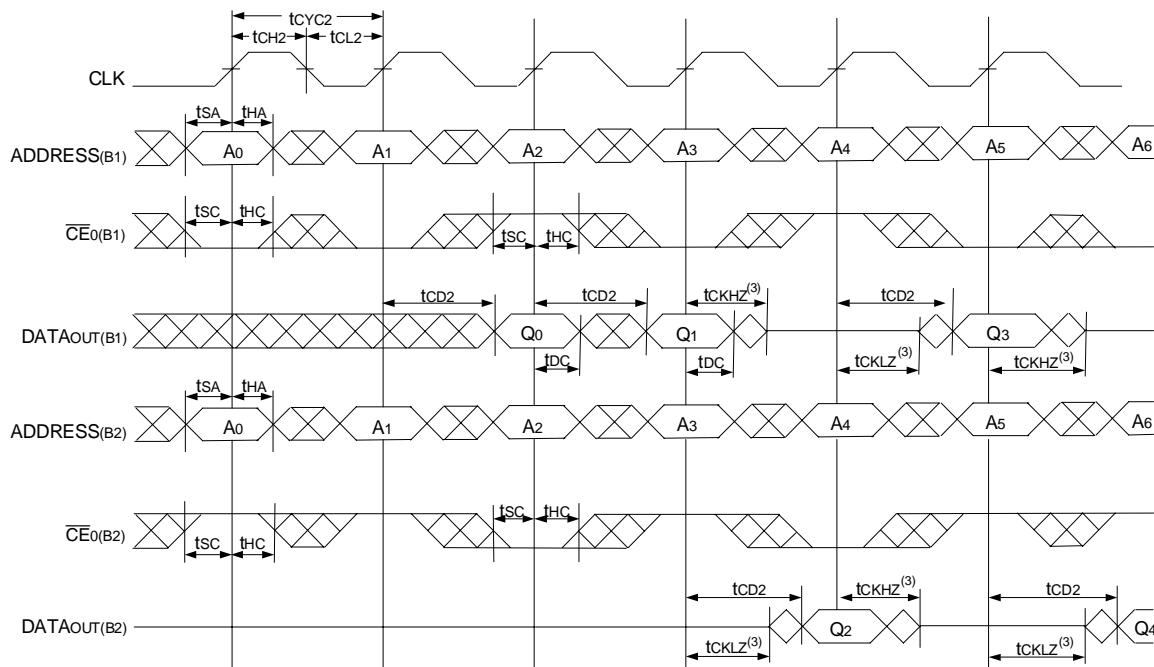 tCYC2
tCH2 tCL2
CLK
tSA tHA
ADDRESS(B1) A0 A1 A2 A3 A4 A5 A6
tSC tHC
CE0(B1)
tSC tHC
tCD2 tCD2 tCKHZ(3) tCD2
DATAOUT(B1) Q0 Q1 Q3
tDC tDC tCKLZ(3) tCKHZ(3)
tSA tHA
ADDRESS(B2) A0 A1 A2 A3 A4 A5 A6
tSC tHC
CE0(B2)
tSC tHC
tCD2 tCKHZ(3) tCD2
DATAOUT(B2) Q2 Q4
tCKLZ(3) tCKLZ(3)